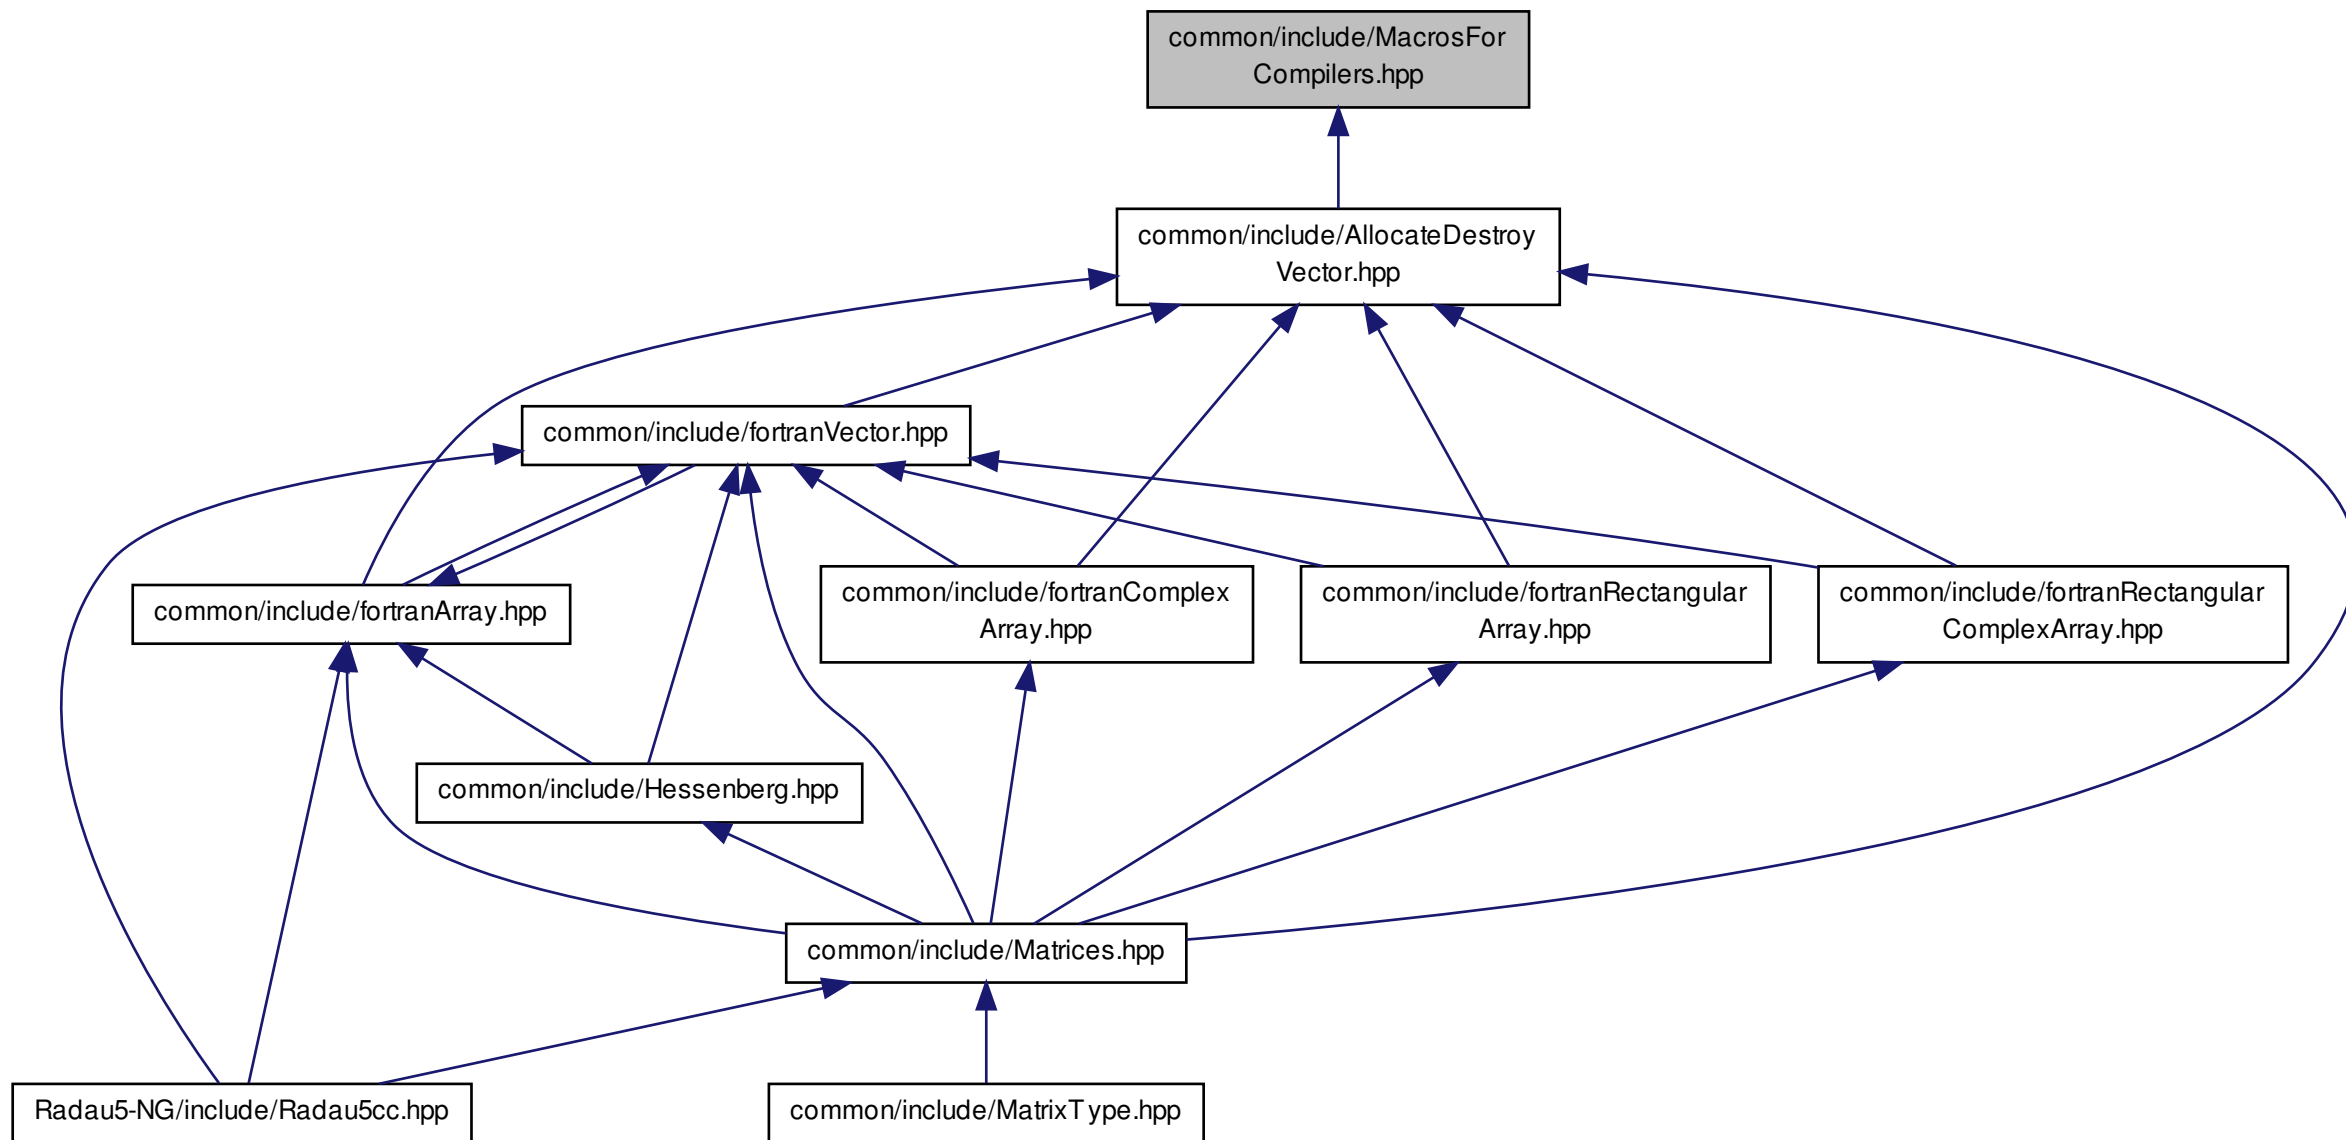 common/include/MacrosFor
Compilers.hpp
common/include/AllocateDestroy
Vector.hpp
common/include/fortranVector.hpp
common/include/fortranArray.hpp
common/include/fortranComplex
Array.hpp
common/include/fortranRectangular
Array.hpp
common/include/fortranRectangular
ComplexArray.hpp
common/include/Hessenberg.hpp
common/include/Matrices.hpp
Radau5-NG/include/Radau5cc.hpp
common/include/MatrixType.hpp